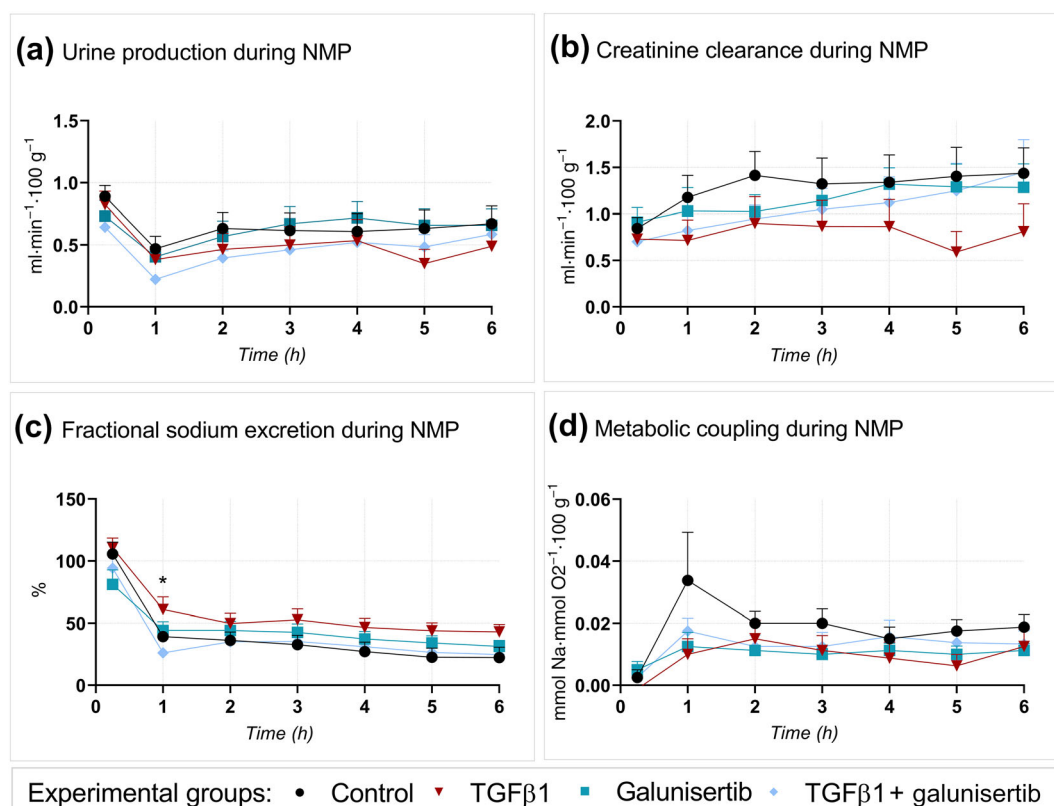 (a) Urine production during NMP
ml·min⁻¹·100 g⁻¹
1.5
1.0
0.5
0.0
0 1 2 3 4 5 6
Time (h)
(b) Creatinine clearance during NMP
ml·min⁻¹·100 g⁻¹
2.0
1.5
1.0
0.5
0.0
0 1 2 3 4 5 6
Time (h)
(c) Fractional sodium excretion during NMP
%
150
100
50
0
*
0 1 2 3 4 5 6
Time (h)
(d) Metabolic coupling during NMP
mmol Na·mmol O2⁻¹·100 g⁻¹
0.06
0.04
0.02
0.00
0 1 2 3 4 5 6
Time (h)
Experimental groups: Control TGFβ1 Galunisertib TGFβ1 + galunisertib